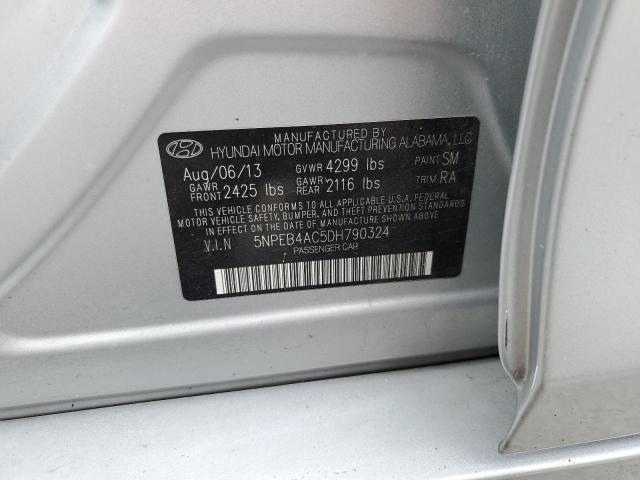 MANUFACTURED BY
HYUNDAI MOTOR MANUFACTURING ALABAMA, LLC
Aug/06/13 GVWR 4299 lbs PAINT SM
GAWR FRONT 2425 lbs GAWR REAR 2116 lbs TRIM RA
THIS VEHICLE CONFORMS TO ALL APPLICABLE U.S.A. FEDERAL
MOTOR VEHICLE SAFETY, BUMPER, AND THEFT PREVENTION STANDARDS
IN EFFECT ON THE DATE OF MANUFACTURE SHOWN ABOVE.
V.I.N 5NPEB4AC5DH790324
PASSENGER CAR